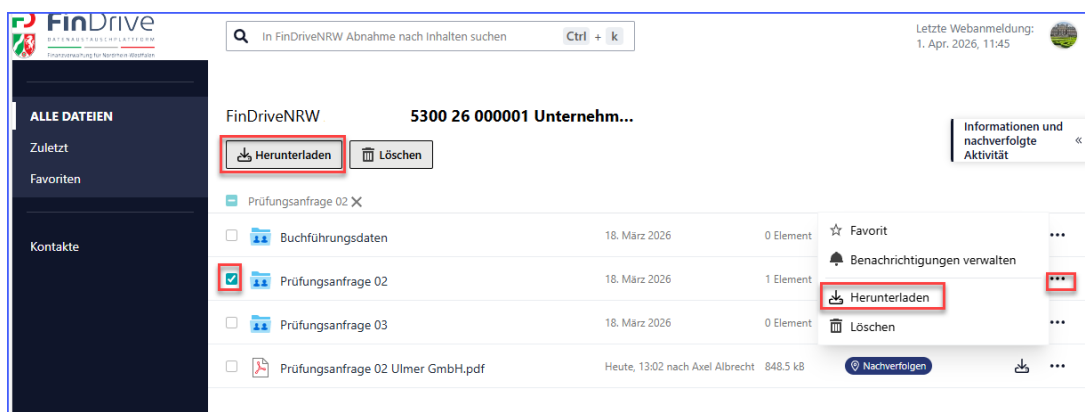 FinDrive
DATENAUSTAUSCHPLATTFORM
Finanzverwaltung für Nordrhein-Westfalen
In FinDriveNRW Abnahme nach Inhalten suchen Ctrl + k
Letzte Webanmeldung:
1. Apr. 2026, 11:45
ALLE DATEIEN
Zuletzt
Favoriten
Kontakte
FinDriveNRW 5300 26 000001 Unternehm...
Herunterladen Löschen
Informationen und
nachverfolgte
Aktivität «
Prüfungsanfrage 02
Buchführungsdaten 18. März 2026 0 Element
Prüfungsanfrage 02 18. März 2026 1 Element
Prüfungsanfrage 03 18. März 2026 0 Element
Prüfungsanfrage 02 Ulmer GmbH.pdf Heute, 13:02 nach Axel Albrecht 848.5 kB Nachverfolgen
Favorit
Benachrichtigungen verwalten
Herunterladen
Löschen